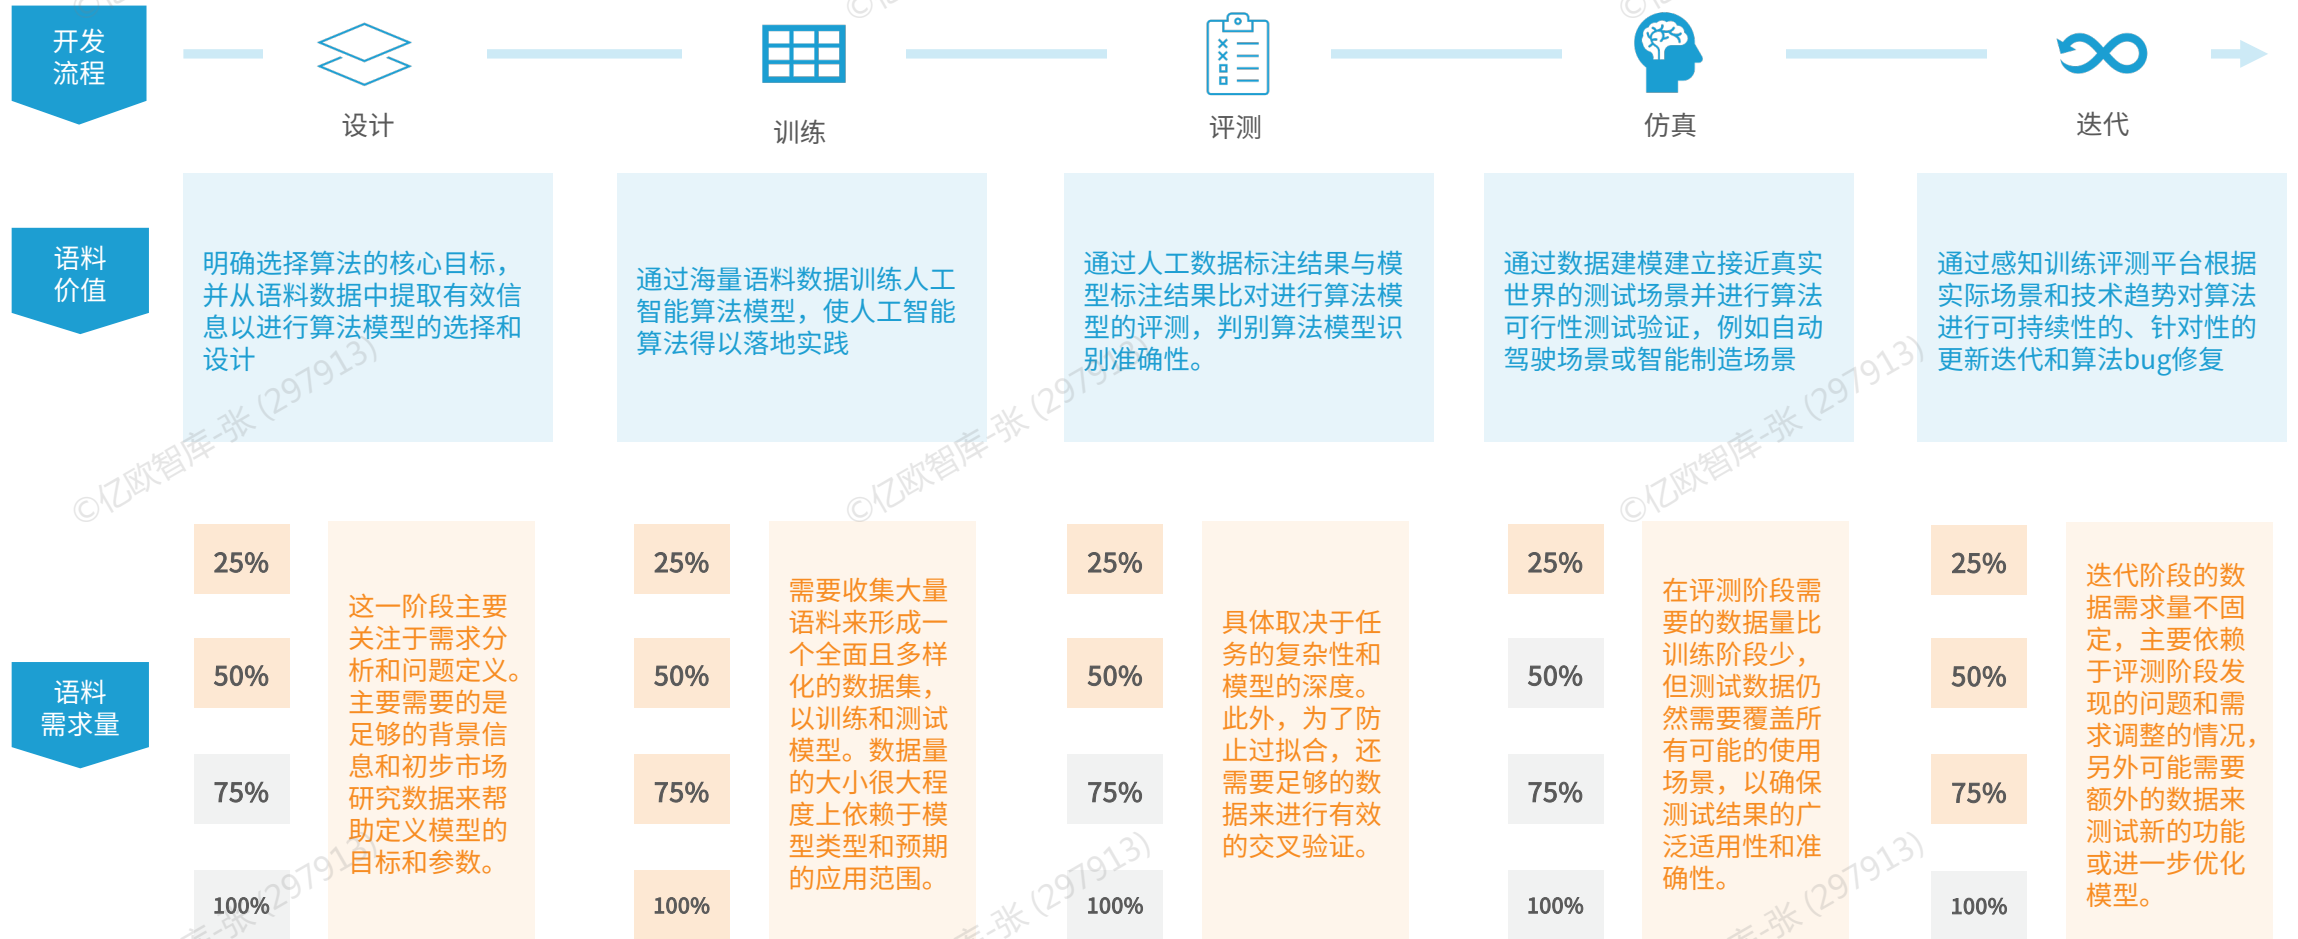 开发
流程
设计
训练
评测
仿真
迭代
语料
价值
明确选择算法的核心目标，
并从语料数据中提取有效信
息以进行算法模型的选择和
设计
通过海量语料数据训练人工
智能算法模型，使人工智能
算法得以落地实践
通过人工数据标注结果与模
型标注结果比对进行算法模
型的评测，判别算法模型识
别准确性。
通过数据建模建立接近真实
世界的测试场景并进行算法
可行性测试验证，例如自动
驾驶场景或智能制造场景
通过感知训练评测平台根据
实际场景和技术趋势对算法
进行可持续性的、针对性的
更新迭代和算法bug修复
语料
需求量
25%
50%
75%
100%
这一阶段主要
关注于需求分
析和问题定义。
主要需要的是
足够的背景信
息和初步市场
研究数据来帮
助定义模型的
目标和参数。
25%
50%
75%
100%
需要收集大量
语料来形成一
个全面且多样
化的数据集，
以训练和测试
模型。数据量
的大小很大程
度上依赖于模
型类型和预期
的应用范围。
25%
50%
75%
100%
具体取决于任
务的复杂性和
模型的深度。
此外，为了防
止过拟合，还
需要足够的数
据来进行有效
的交叉验证。
25%
50%
75%
100%
在评测阶段需
要的数据量比
训练阶段少，
但测试数据仍
然需要覆盖所
有可能的使用
场景，以确保
测试结果的广
泛适用性和准
确性。
25%
50%
75%
100%
迭代阶段的数
据需求量不固
定，主要依赖
于评测阶段发
现的问题和需
求调整的情况，
另外可能需要
额外的数据来
测试新的功能
或进一步优化
模型。
©亿欧智库-张 (297913)
©亿欧智库-张 (297913)
©亿欧智库-张 (297913)
库-张 (297913)
库-张 (297913)
库-张 (297913)